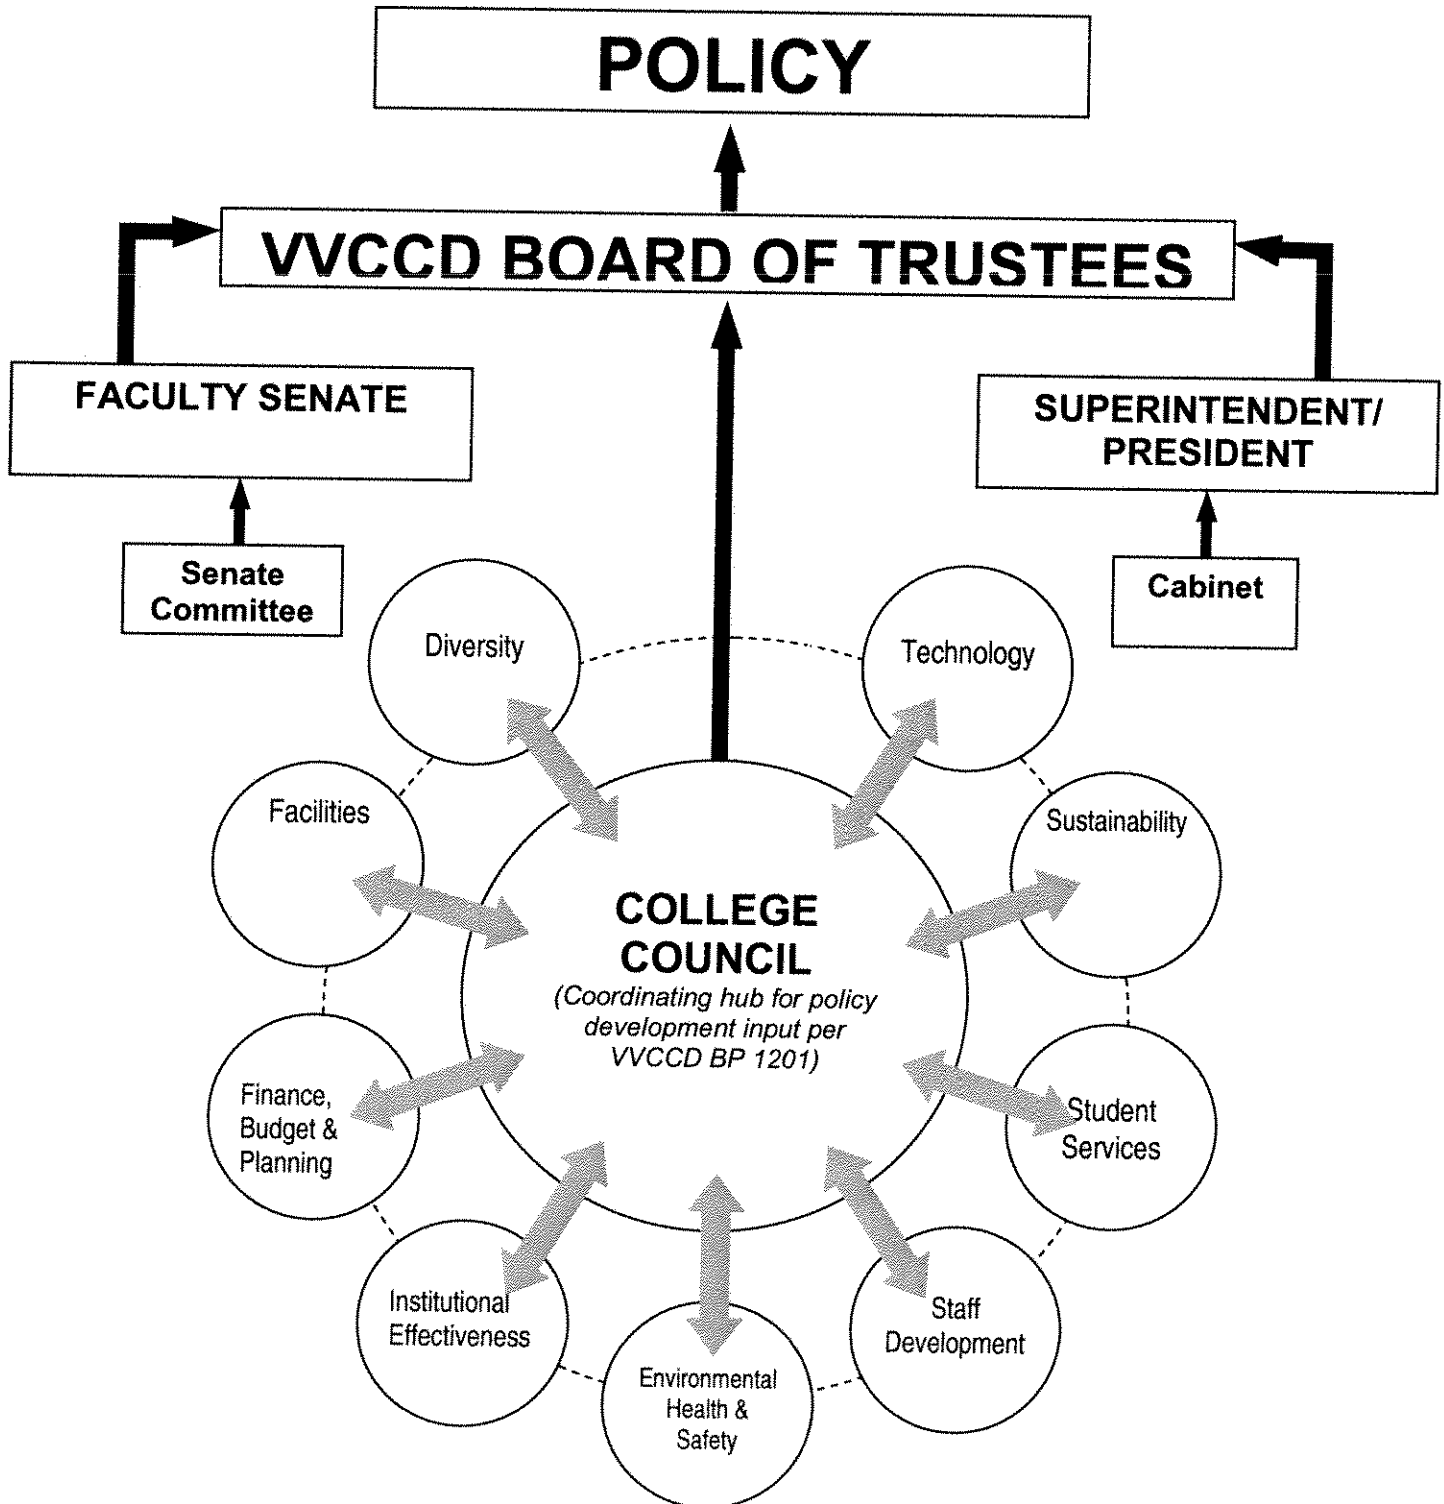 POLICY
VVCCD BOARD OF TRUSTEES
FACULTY SENATE
SUPERINTENDENT/
PRESIDENT
Senate
Committee
Cabinet
Diversity
Technology
Facilities
Sustainability
COLLEGE
COUNCIL
(Coordinating hub for policy
development input per
VVCCD BP 1201)
Finance,
Budget &
Planning
Student
Services
Institutional
Effectiveness
Staff
Development
Environmental
Health &
Safety